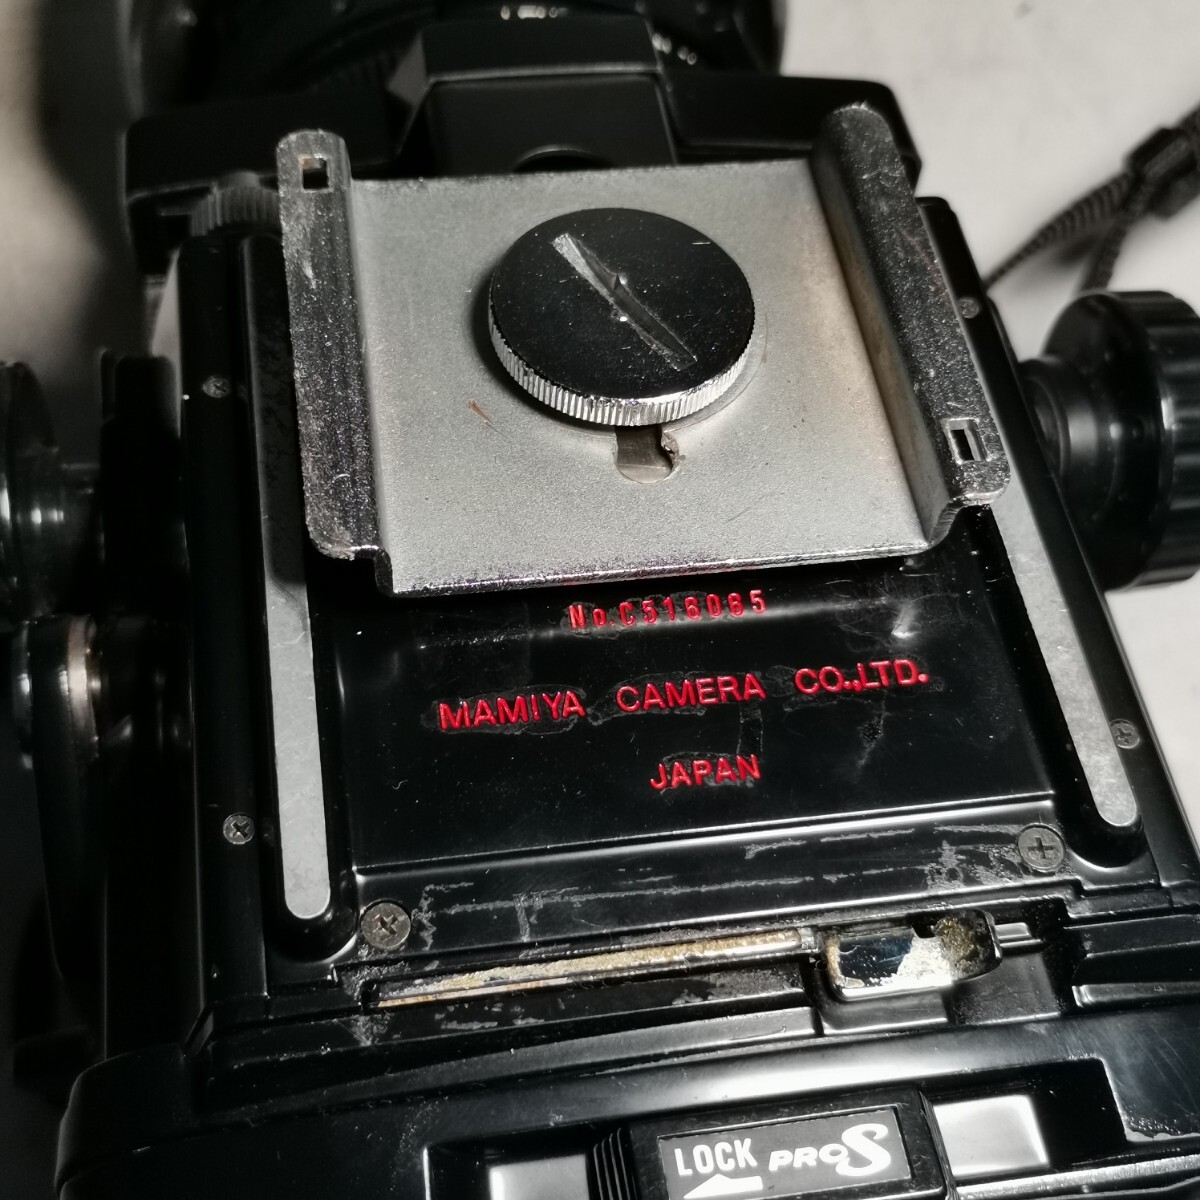 No.C516065
MAMIYA CAMERA CO.,LTD.
JAPAN
LOCK PRO S